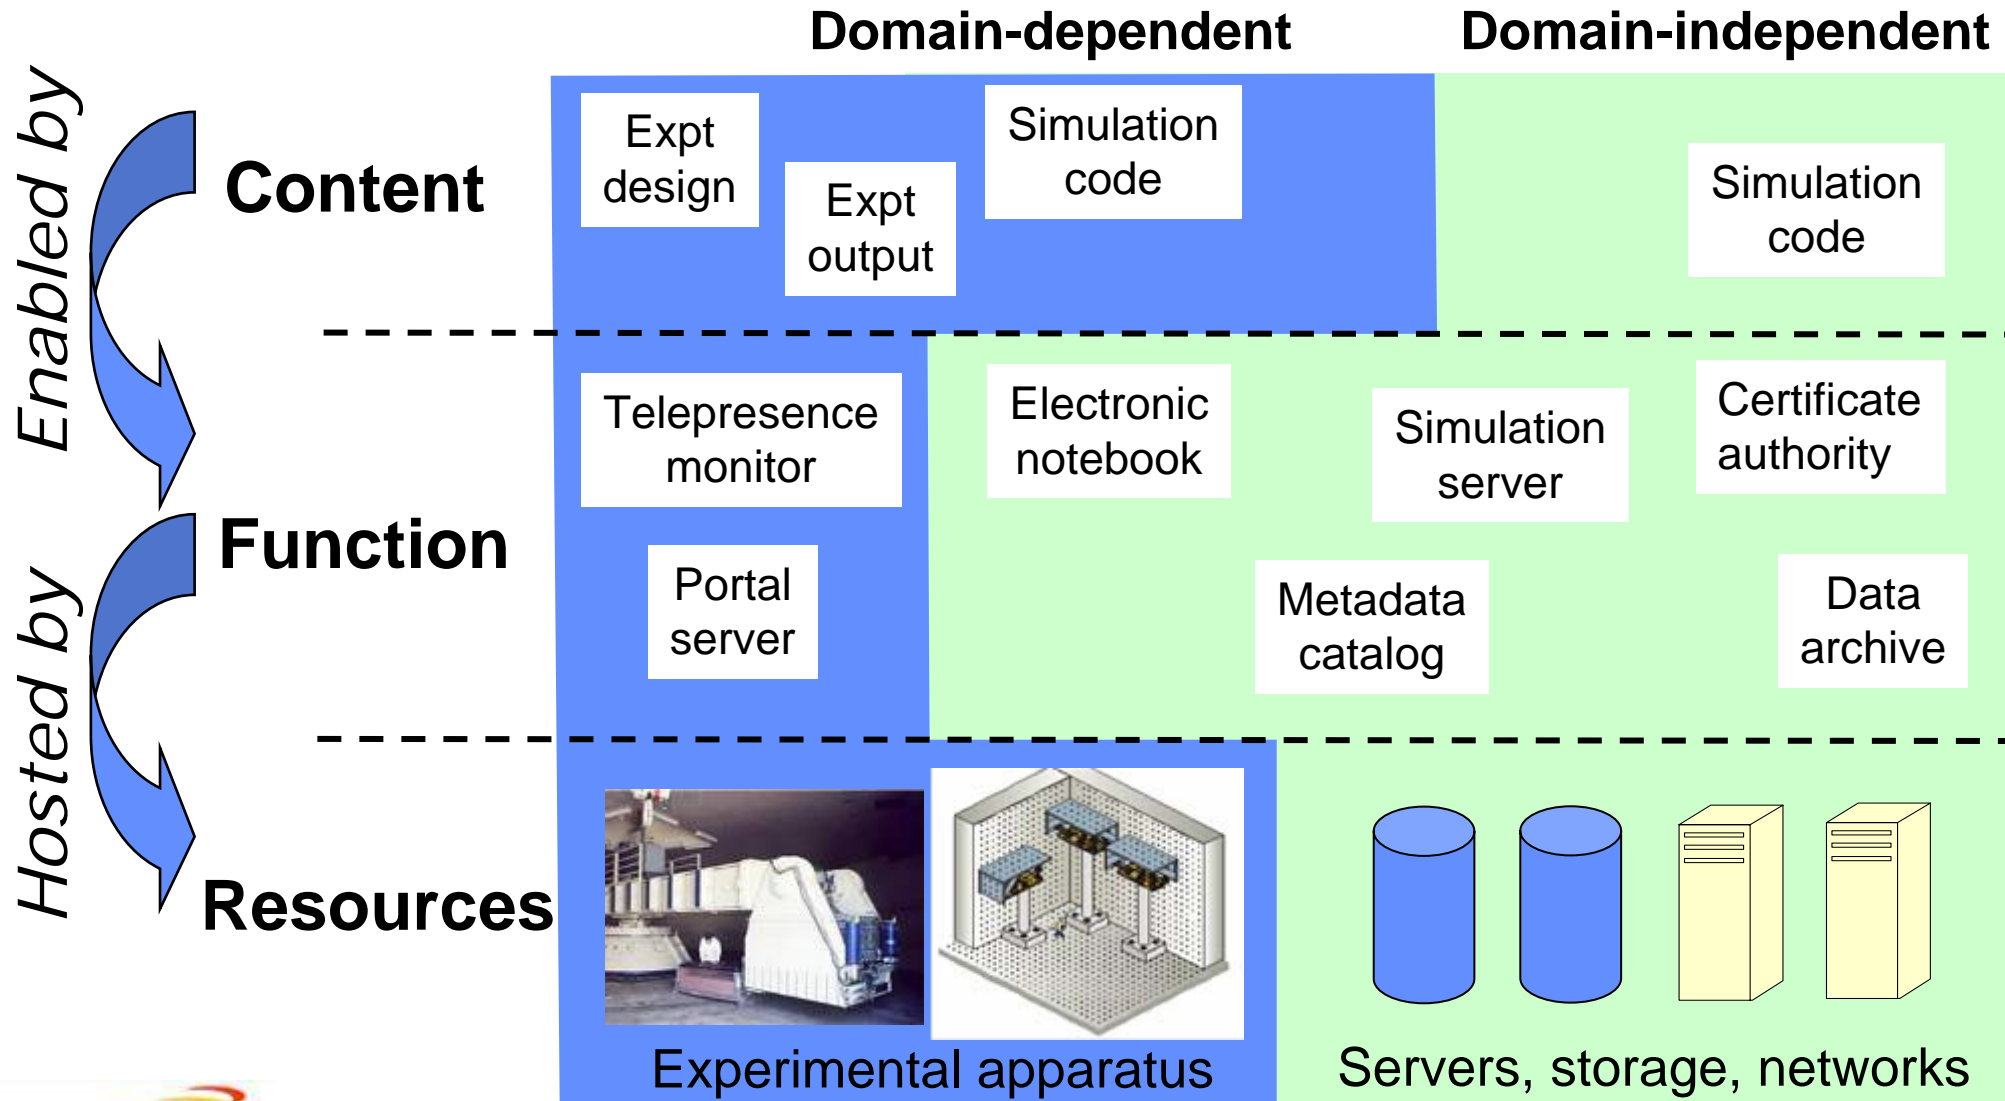 Domain-dependent
Domain-independent
Enabled by
Content
Expt
design
Expt
output
Simulation
code
Simulation
code
Function
Telepresence
monitor
Electronic
notebook
Simulation
server
Certificate
authority
Portal
server
Metadata
catalog
Data
archive
Hosted by
Resources
Experimental apparatus
Servers, storage, networks